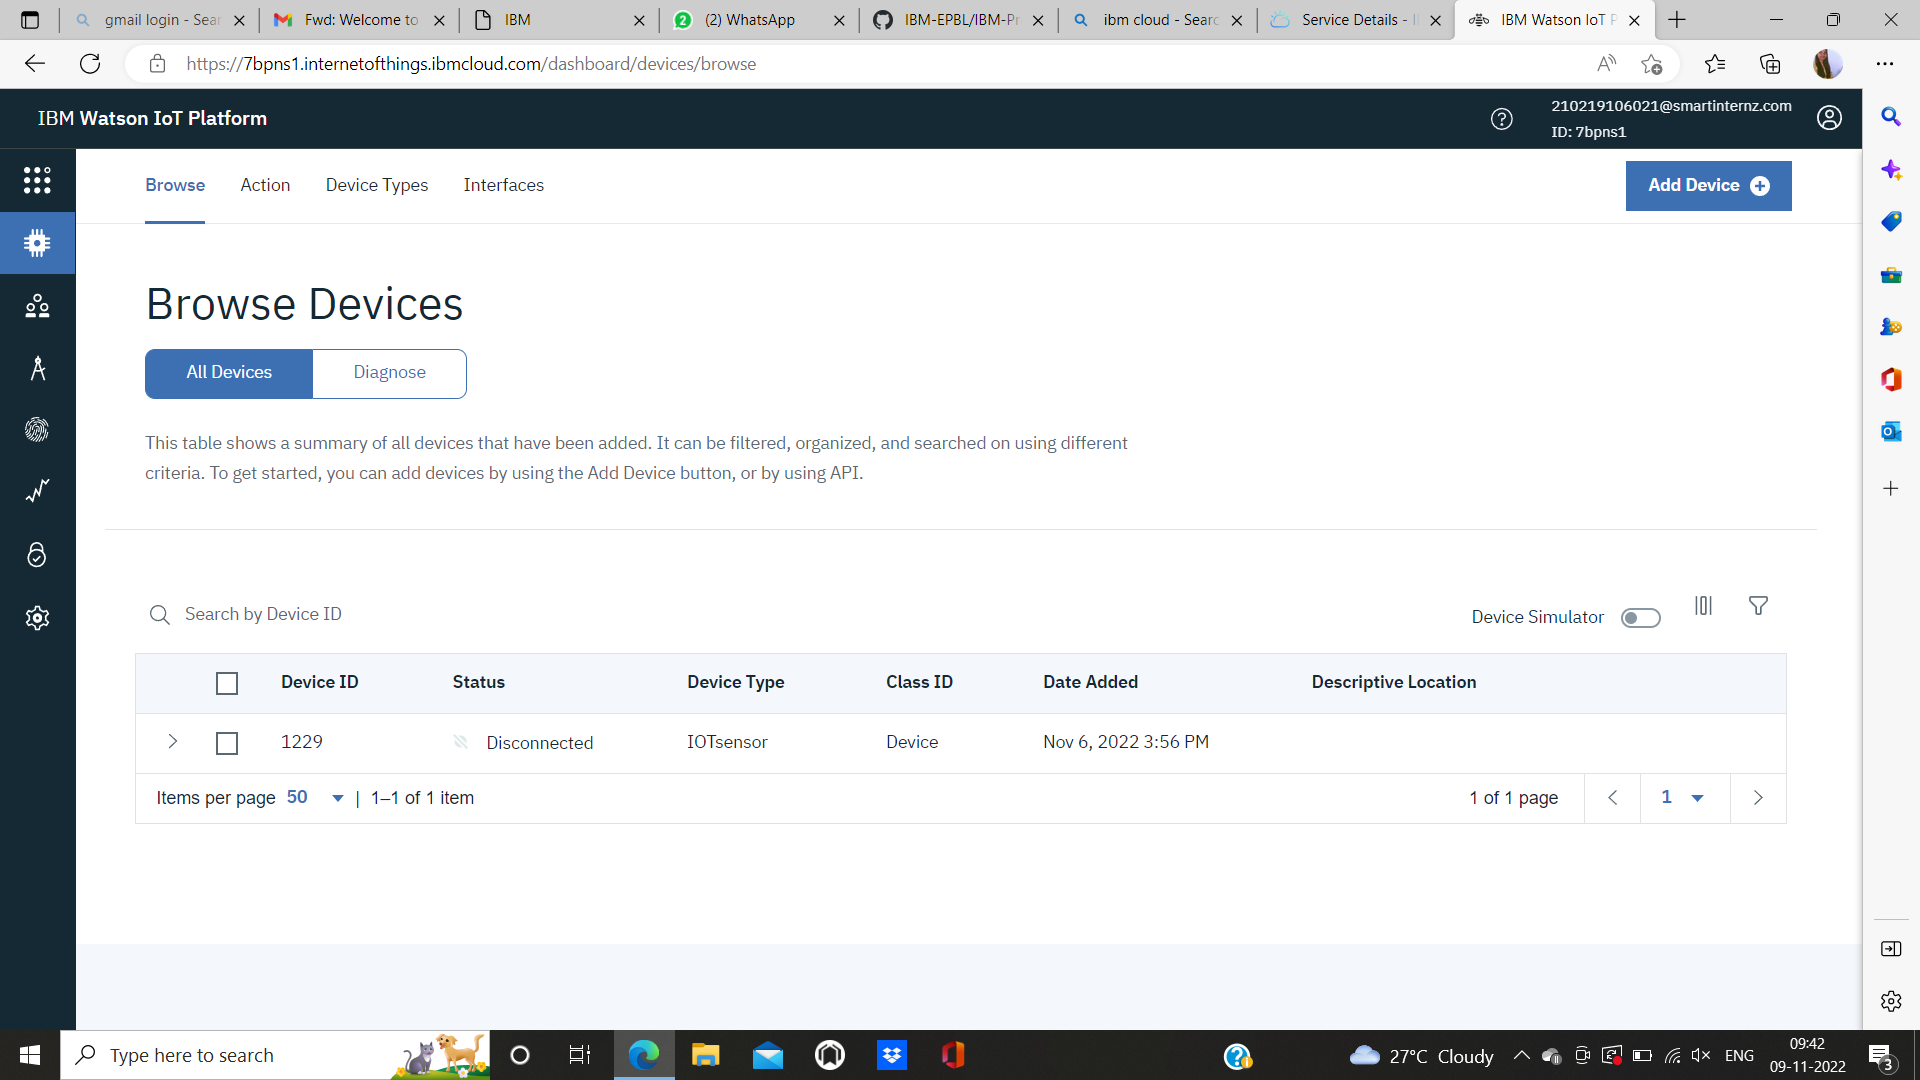 gmail login - Sear
Fwd: Welcome to
IBM
(2) WhatsApp
IBM-EPBL/IBM-Pr
ibm cloud - Searc
Service Details - I
IBM Watson IoT P
https://7bpns1.internetofthings.ibmcloud.com/dashboard/devices/browse
IBM Watson IoT Platform
210219106021@smartinternz.com
ID: 7bpns1
Browse
Action
Device Types
Interfaces
Add Device
Browse Devices
All Devices
Diagnose
This table shows a summary of all devices that have been added. It can be filtered, organized, and searched on using different
criteria. To get started, you can add devices by using the Add Device button, or by using API.
Search by Device ID
Device Simulator
Device ID Status Device Type Class ID Date Added Descriptive Location
1229 Disconnected IOTsensor Device Nov 6, 2022 3:56 PM
Items per page 50 | 1–1 of 1 item
1 of 1 page
1
Type here to search
27°C Cloudy
ENG
09:42
09-11-2022
3